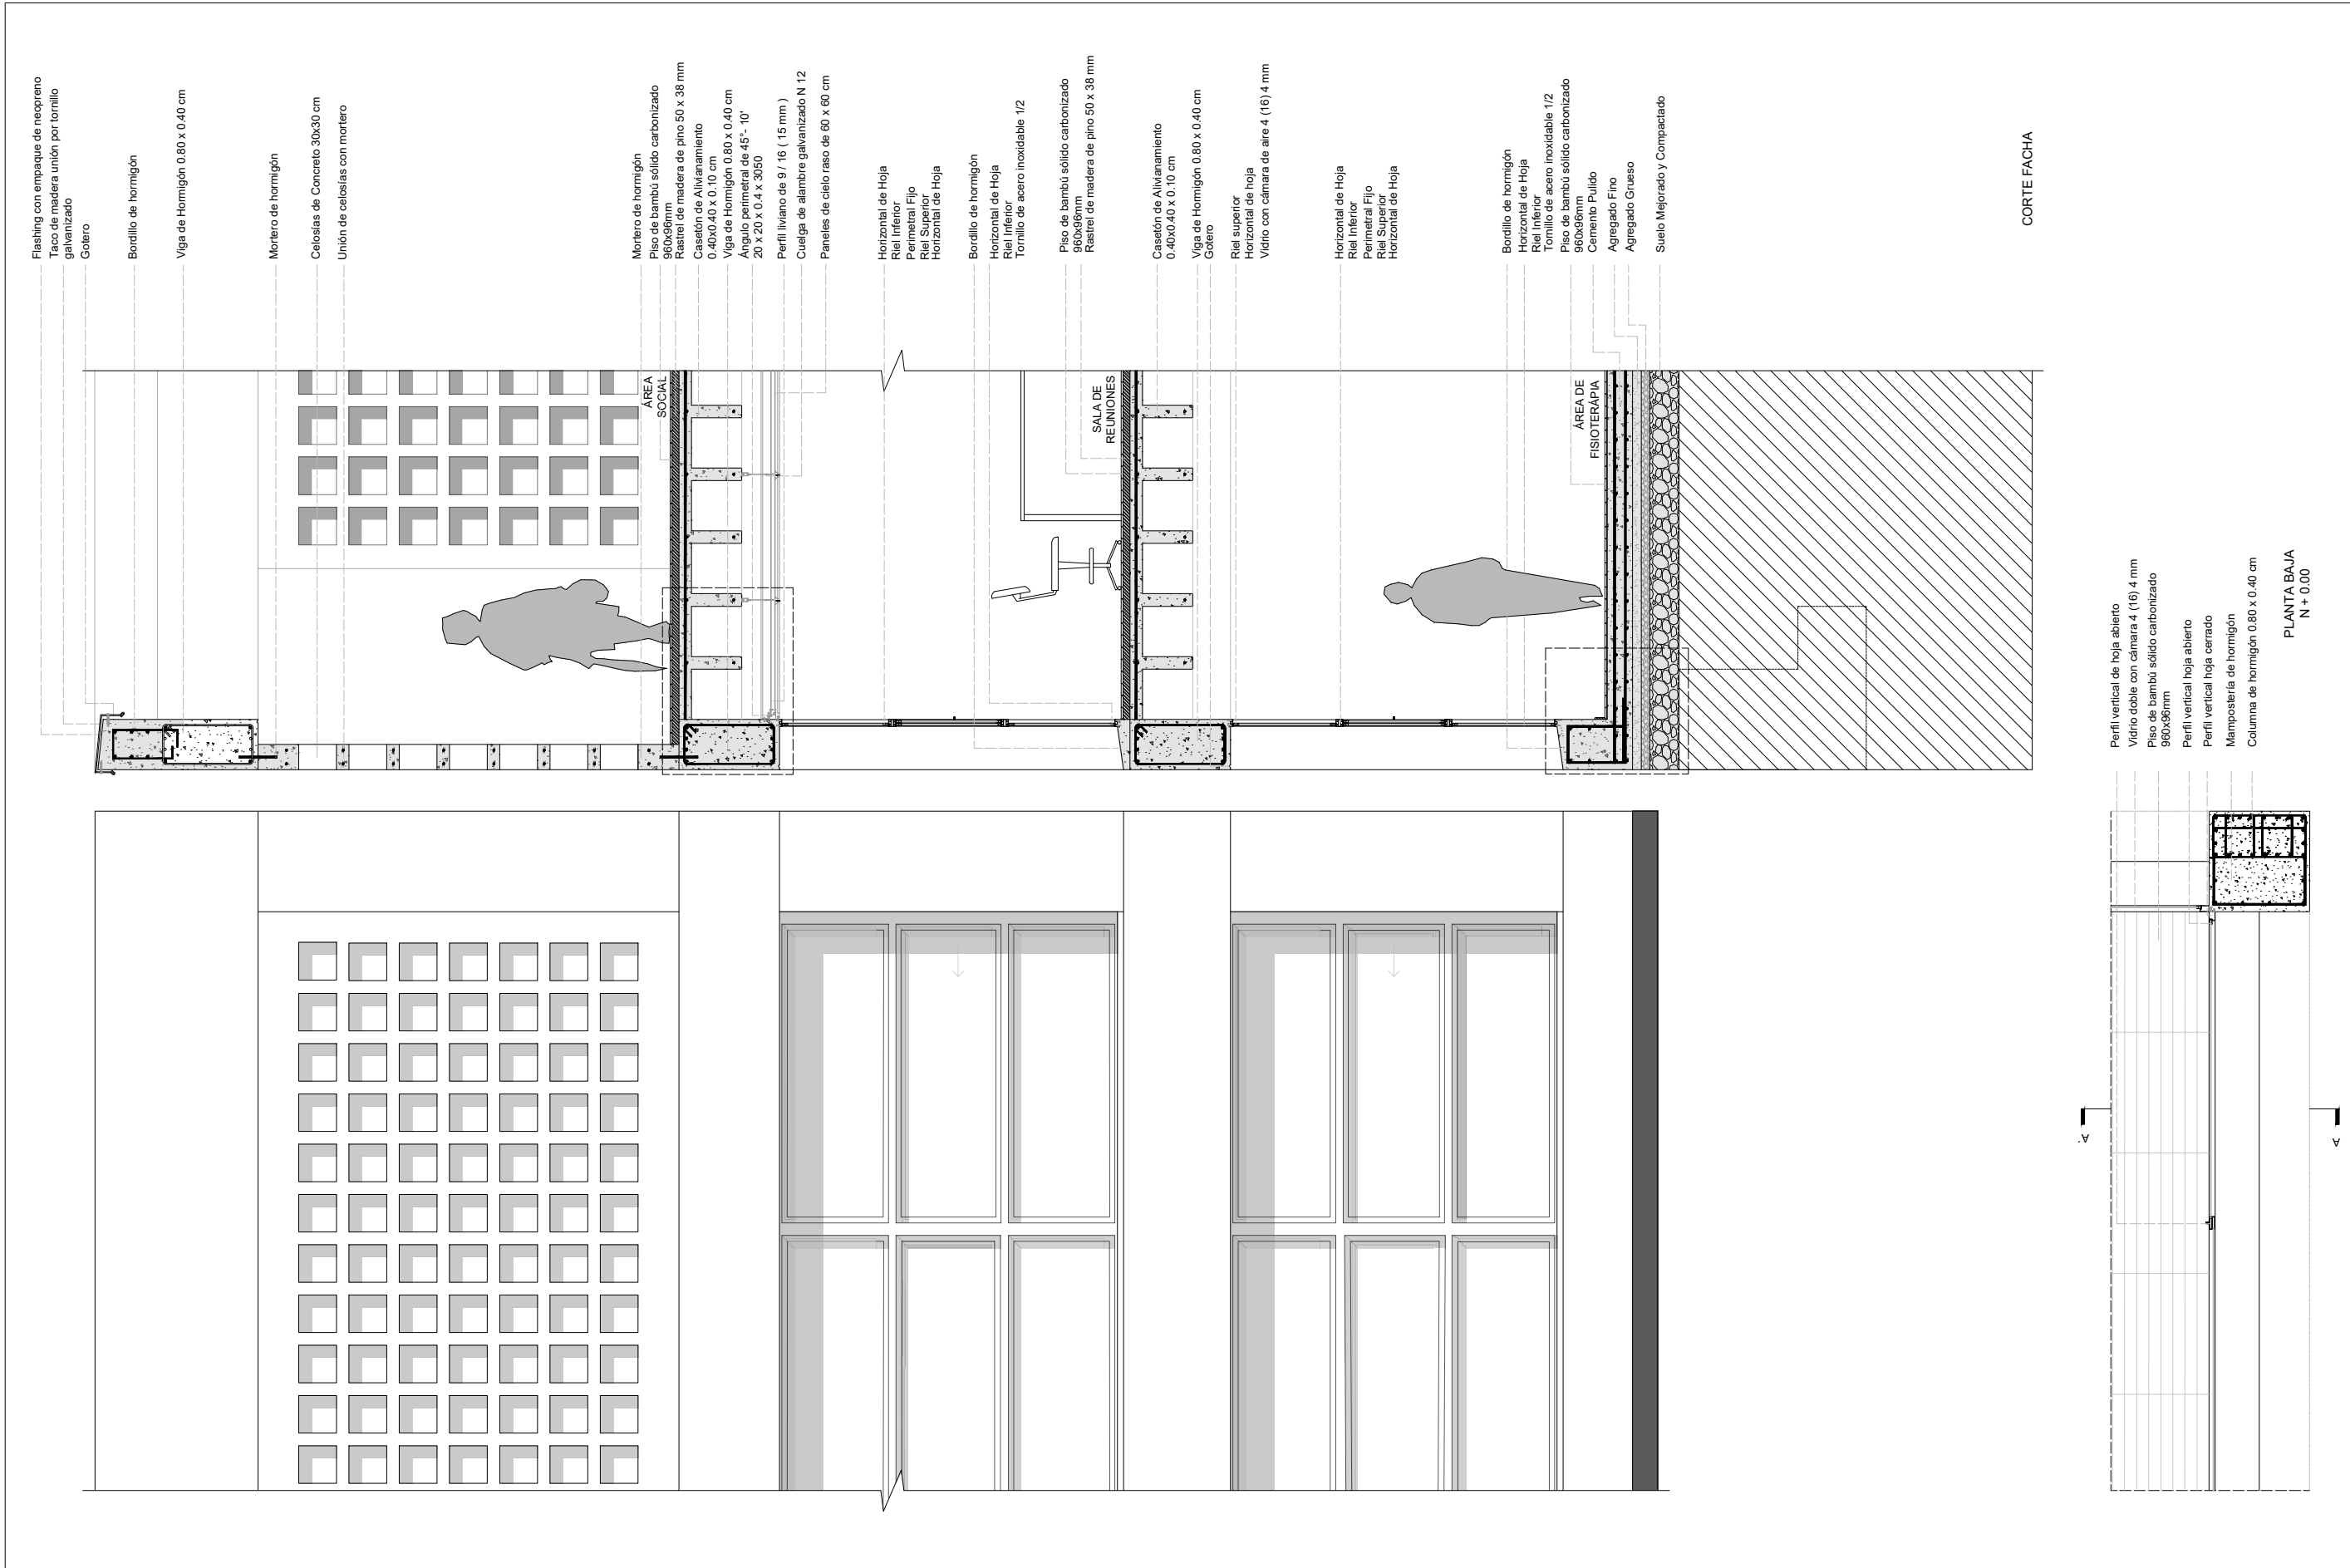 Flashing con empaque de neopreno
Taco de madera unión por tornillo
galvanizado
Gotero
Bordillo de hormigón
Viga de Hormigón 0.80 x 0.40 cm
Mortero de hormigón
Celosías de Concreto 30x30 cm
Unión de celosías con mortero
Mortero de hormigón
Piso de bambú sólido carbonizado
960x96mm
Rastrel de madera de pino 50 x 38 mm
Casetón de Alivianamiento
0.40x0.40 x 0.10 cm
Viga de Hormigón 0.80 x 0.40 cm
Ángulo perimetral de 45°- 10'
20 x 20 x 0.4 x 3050
Perfil liviano de 9 / 16 ( 15 mm )
Cuelga de alambre galvanizado N 12
Paneles de cielo raso de 60 x 60 cm
Horizontal de Hoja
Riel Inferior
Perimetral Fijo
Riel Superior
Horizontal de Hoja
Bordillo de hormigón
Horizontal de Hoja
Riel Inferior
Tornillo de acero inoxidable 1/2
Piso de bambú sólido carbonizado
960x96mm
Rastrel de madera de pino 50 x 38 mm
Casetón de Alivianamiento
0.40x0.40 x 0.10 cm
Viga de Hormigón 0.80 x 0.40 cm
Gotero
Riel superior
Horizontal de hoja
Vidrio con cámara de aire 4 (16) 4 mm
Horizontal de Hoja
Riel Inferior
Perimetral Fijo
Riel Superior
Horizontal de Hoja
Bordillo de hormigón
Horizontal de Hoja
Riel Inferior
Tornillo de acero inoxidable 1/2
Piso de bambú sólido carbonizado
960x96mm
Cemento Pulido
Agregado Fino
Agregado Grueso
Suelo Mejorado y Compactado
CORTE FACHA
ÁREA
SOCIAL
SALA DE
REUNIONES
ÁREA DE
FISIOTERÁPIA
Perfil vertical de hoja abierto
Vidrio doble con cámara 4 (16) 4 mm
Piso de bambú sólido carbonizado
960x96mm
Perfil vertical hoja abierto
Perfil vertical hoja cerrado
Mampostería de hormigón
Columna de hormigón 0.80 x 0.40 cm
PLANTA BAJA
N + 0.00
A'
A